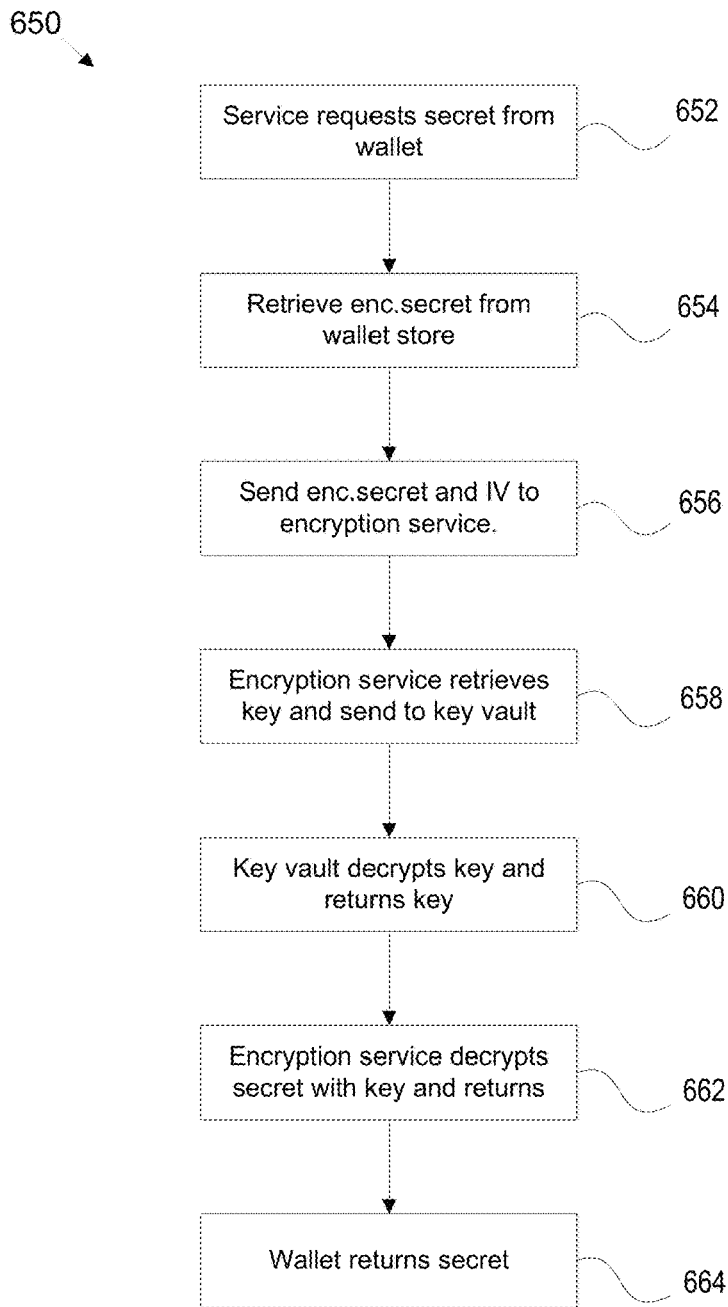 650
Service requests secret from
wallet
652
Retrieve enc.secret from
wallet store
654
Send enc.secret and IV to
encryption service.
656
Encryption service retrieves
key and send to key vault
658
Key vault decrypts key and
returns key
660
Encryption service decrypts
secret with key and returns
662
Wallet returns secret
664